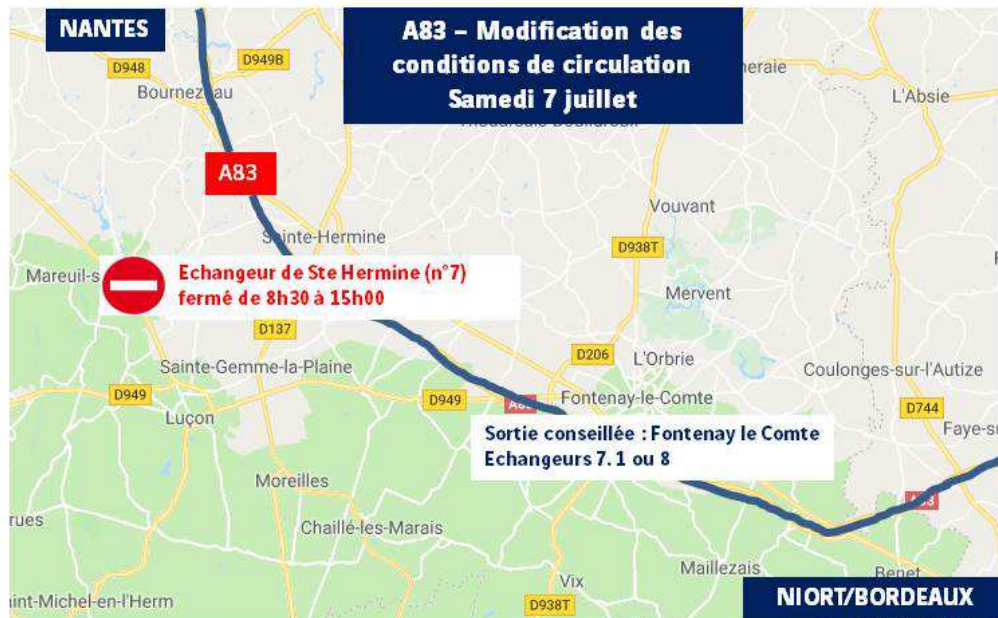 NANTES
A83 – Modification des
conditions de circulation
Samedi 7 juillet
D948
D949B
Bournezeau
L'Absie
A83
Vouvant
Sainte-Hermine
D938T
Echangeur de Ste Hermine (n°7)
fermé de 8h30 à 15h00
Mervent
D137
D206
L'Orbrie
Sainte-Gemme-la-Plaine
Coulonges-sur-l'Autize
D949
D949
Fontenay-le-Comte
D744
Luçon
Sortie conseillée : Fontenay le Comte
Echangeurs 7.1 ou 8
Moreilles
Chaillé-les-Marais
Maillezais
Benet
Vix
D938T
NIORT/BORDEAUX